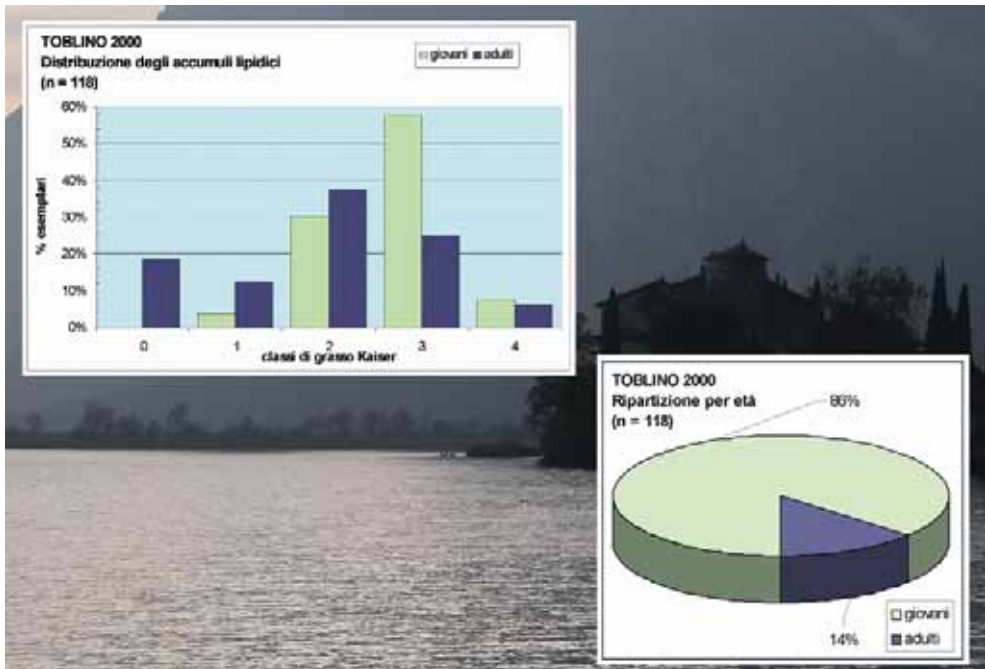 TOBLINO 2000
Distribuzione degli accumuli lipidici
(n = 118)
giovani adulti
60%
50%
40%
30%
20%
10%
0%
% esemplari
0 1 2 3 4
classi di grasso Kaiser
TOBLINO 2000
Ripartizione per età
(n = 118)
86%
14%
giovani
adulti